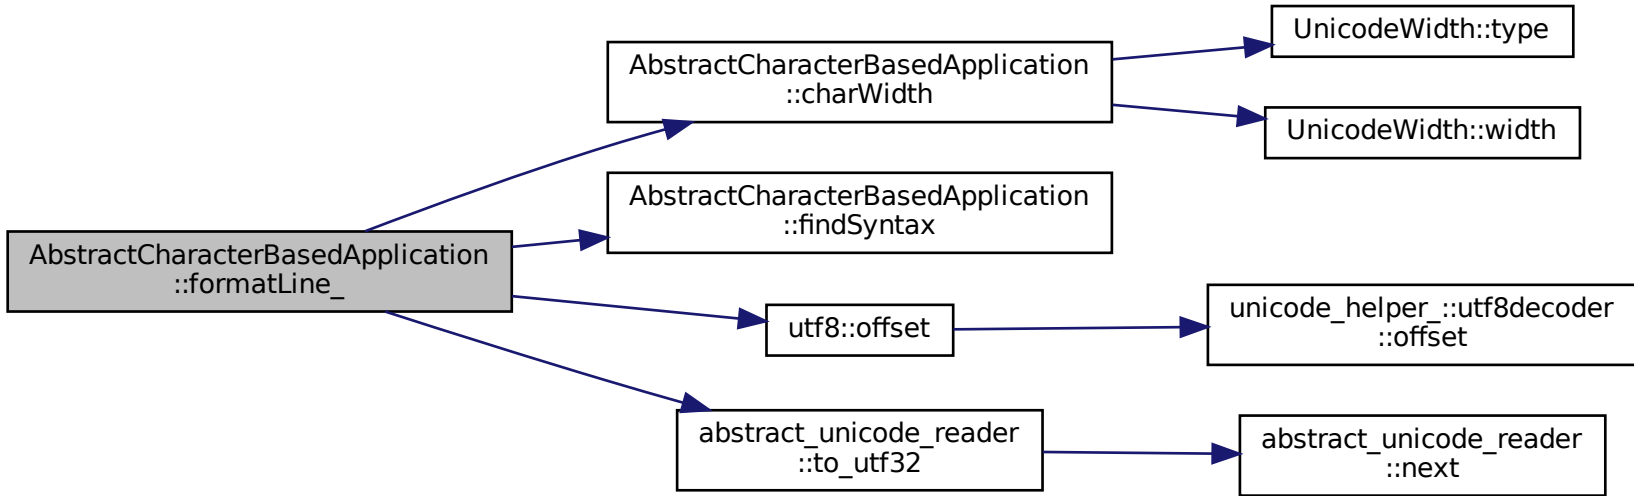 UnicodeWidth::type
AbstractCharacterBasedApplication
::charWidth
UnicodeWidth::width
AbstractCharacterBasedApplication
::findSyntax
AbstractCharacterBasedApplication
::formatLine_
utf8::offset
unicode_helper_::utf8decoder
::offset
abstract_unicode_reader
::to_utf32
abstract_unicode_reader
::next